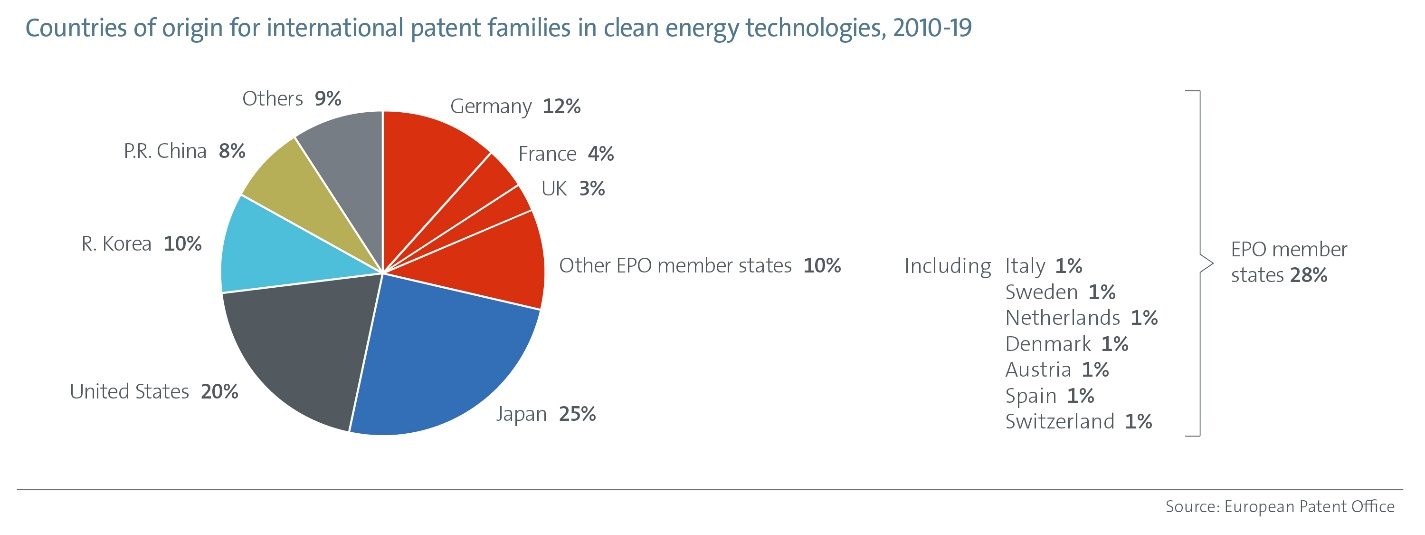 Countries of origin for international patent families in clean energy technologies, 2010-19
Others 9%
Germany 12%
P.R. China 8%
France 4%
UK 3%
R. Korea 10%
Other EPO member states 10%
Including Italy 1%
Sweden 1%
Netherlands 1%
Denmark 1%
Austria 1%
Spain 1%
Switzerland 1%
EPO member
states 28%
United States 20%
Japan 25%
Source: European Patent Office